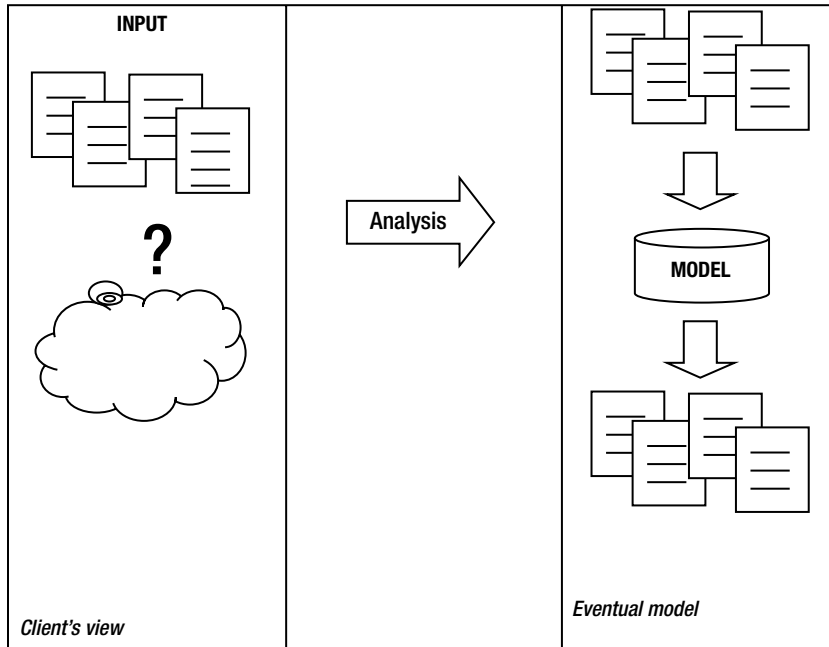 INPUT
?
Analysis
MODEL
Client's view
Eventual model